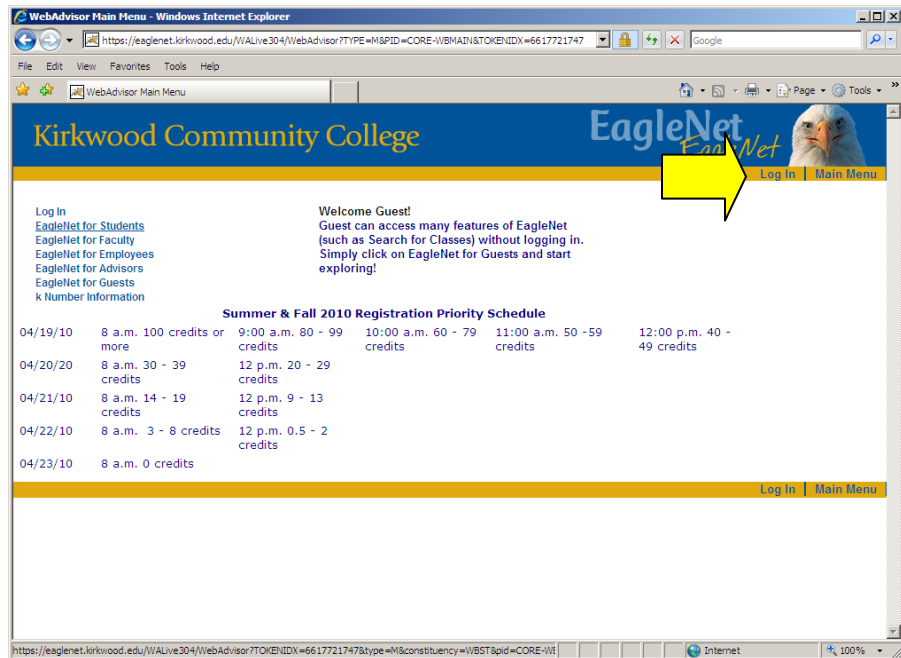 WebAdvisor Main Menu - Windows Internet Explorer
https://eaglenet.kirkwood.edu/WALive304/WebAdvisor?TYPE=M&PID=CORE-WBMAIN&TOKENIDX=6617721747
Google
File Edit View Favorites Tools Help
WebAdvisor Main Menu
Page Tools
Kirkwood Community College
EagleNet
EagleNet
Log In | Main Menu
Log In
EagleNet for Students
EagleNet for Faculty
EagleNet for Employees
EagleNet for Advisors
EagleNet for Guests
k Number Information
Welcome Guest!
Guest can access many features of EagleNet
(such as Search for Classes) without logging in.
Simply click on EagleNet for Guests and start
exploring!
Summer & Fall 2010 Registration Priority Schedule
04/19/10 8 a.m. 100 credits or more 9:00 a.m. 80 - 99 credits 10:00 a.m. 60 - 79 credits 11:00 a.m. 50 -59 credits 12:00 p.m. 40 - 49 credits
04/20/20 8 a.m. 30 - 39 credits 12 p.m. 20 - 29 credits
04/21/10 8 a.m. 14 - 19 credits 12 p.m. 9 - 13 credits
04/22/10 8 a.m. 3 - 8 credits 12 p.m. 0.5 - 2 credits
04/23/10 8 a.m. 0 credits
Log In | Main Menu
https://eaglenet.kirkwood.edu/WALive304/WebAdvisor?TOKENIDX=6617721747&type=M&constituency=WBST&pid=CORE-WE
Internet
100%